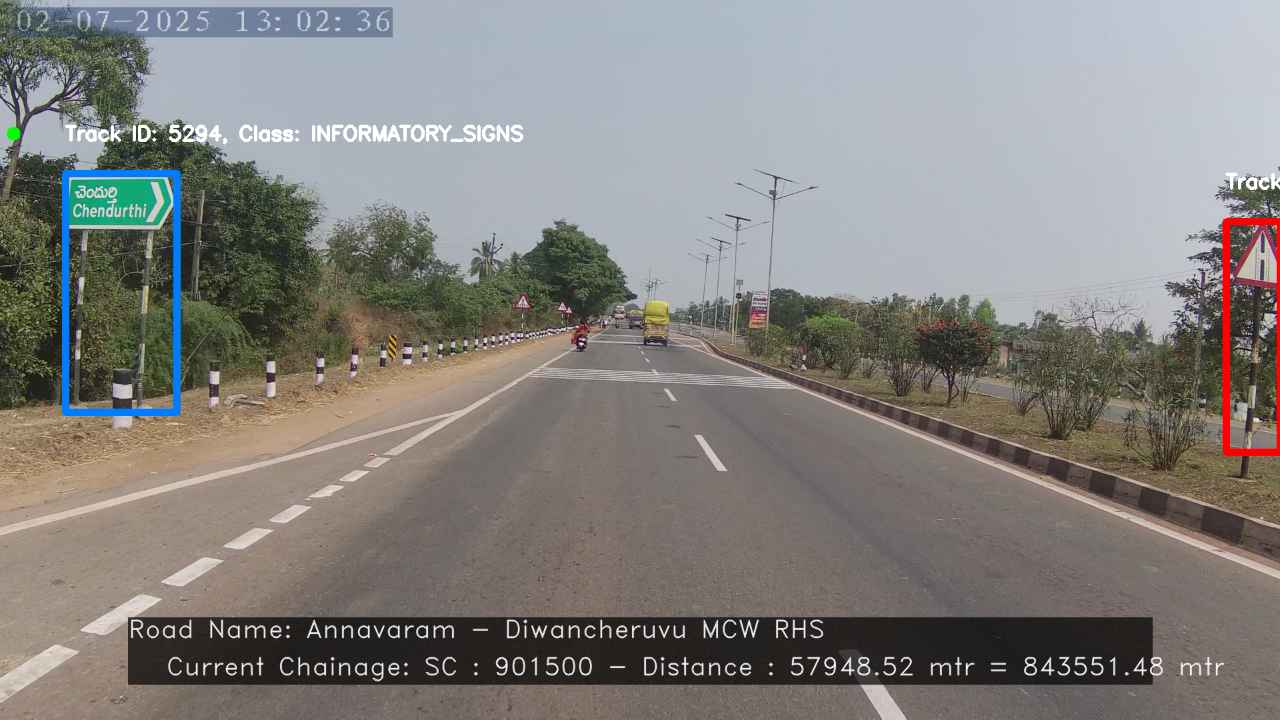 02-07-2025 13:02:36
Track ID: 5294, Class: INFORMATORY_SIGNS
Track
చెందుర్తి
Chendurthi
Road Name: Annavaram - Diwancheruvu MCW RHS
Current Chainage: SC : 901500 - Distance : 57948.52 mtr = 843551.48 mtr